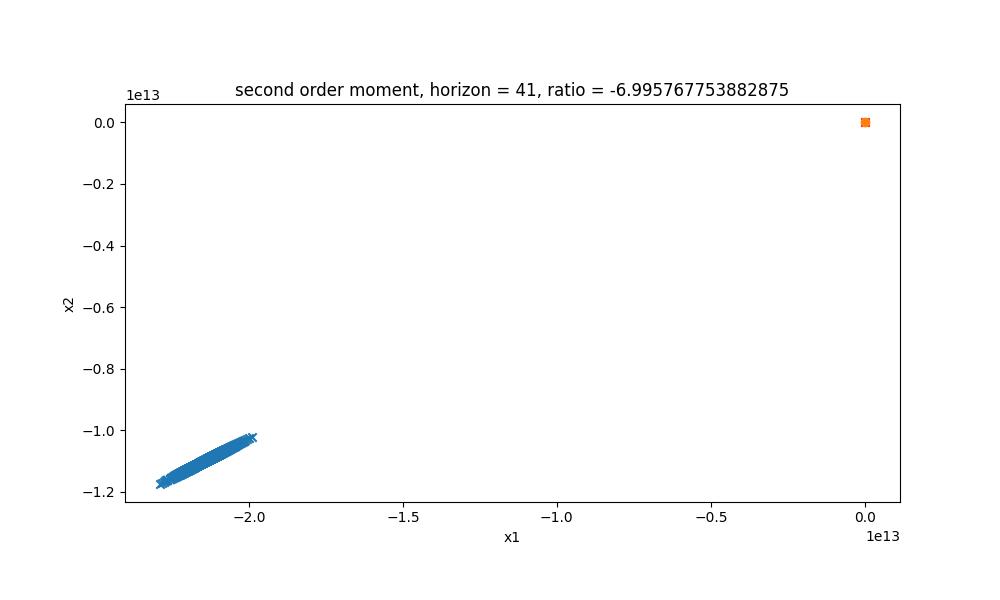 second order moment, horizon = 41, ratio = -6.995767753882875
1e13
0.0
−0.2
−0.4
−0.6
−0.8
−1.0
−1.2
x2
−2.0 −1.5 −1.0 −0.5 0.0
x1
1e13